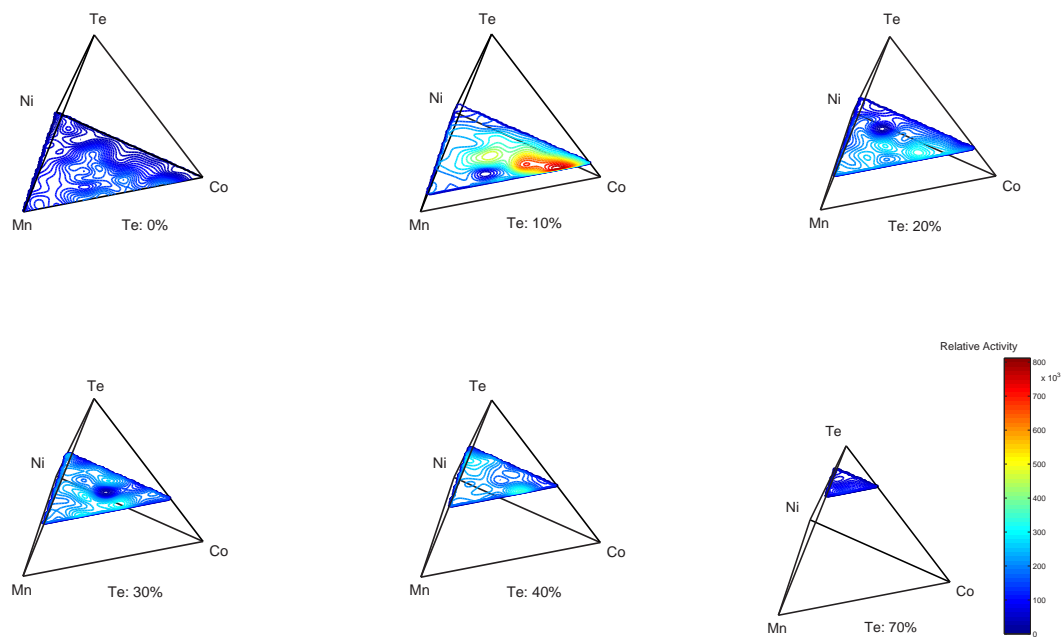 Te
Ni
Co
Mn
Te: 0%
Te
Ni
Co
Mn
Te: 10%
Te
Ni
Co
Mn
Te: 20%
Te
Ni
Co
Mn
Te: 30%
Te
Ni
Co
Mn
Te: 40%
Te
Ni
Co
Mn
Te: 70%
Relative Activity
x 10³
800
700
600
500
400
300
200
100
0